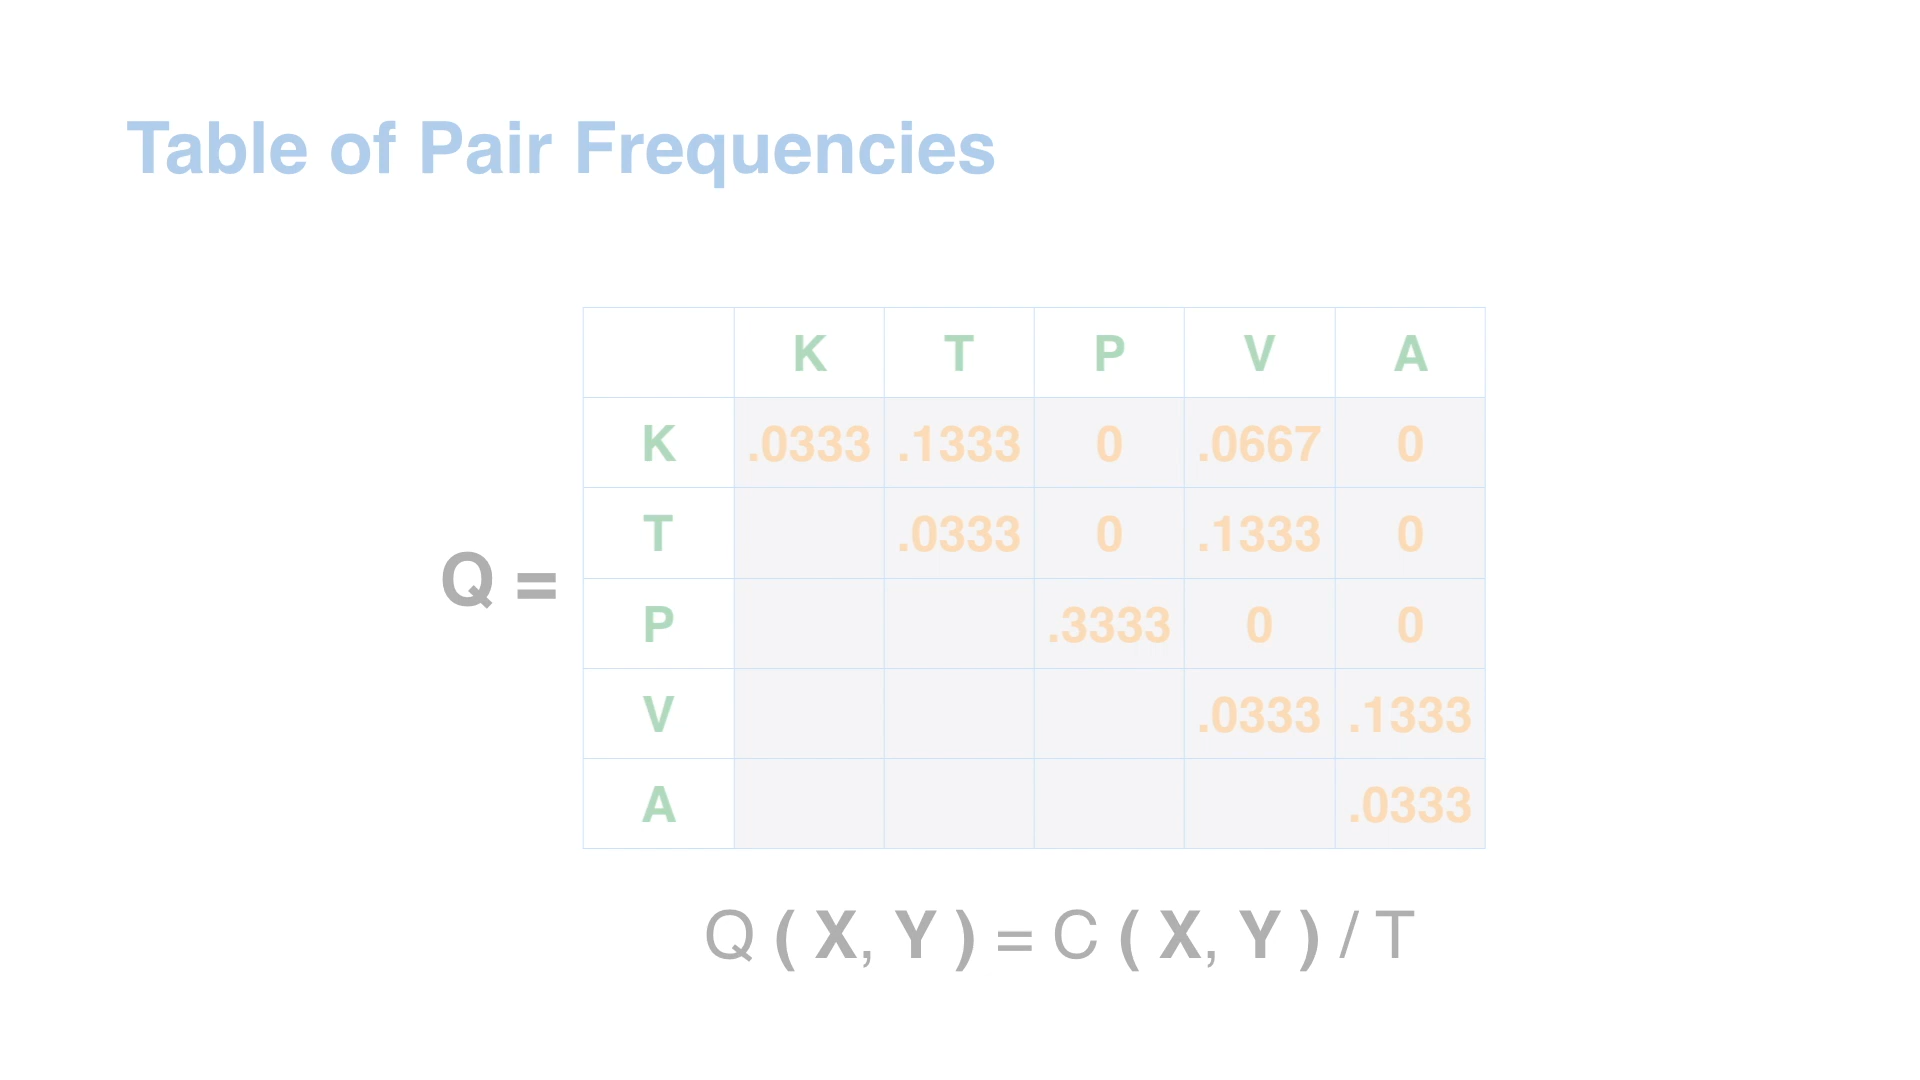 Table of Pair Frequencies
K T P V A
K .0333 .1333 0 .0667 0
T .0333 0 .1333 0
Q =
P .3333 0 0
V .0333 .1333
A .0333
Q ( X, Y ) = C ( X, Y ) / T